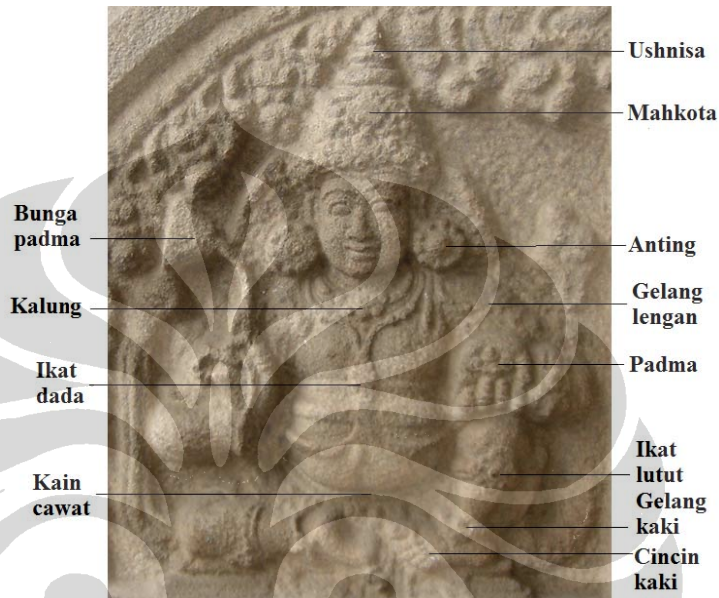 Ushnisa
Mahkota
Bunga
padma
Anting
Kalung
Gelang
lengan
Padma
Ikat
dada
Ikat
lutut
Kain
cawat
Gelang
kaki
Cincin
kaki